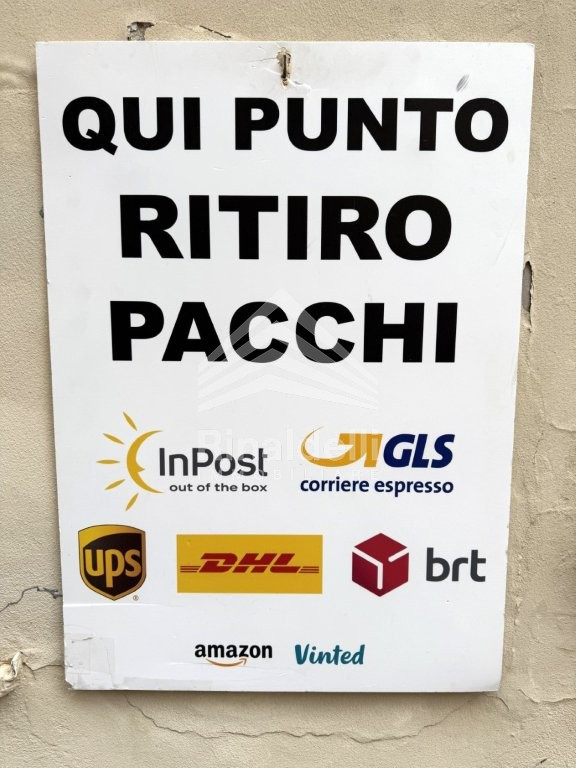 QUI PUNTO
RITIRO
PACCHI
InPost
out of the box
GLS
corriere espresso
ups
DHL
brt
amazon
Vinted